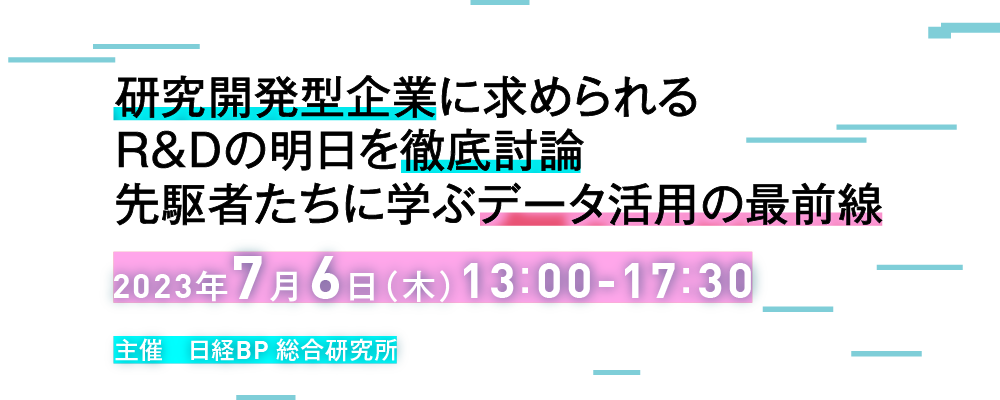 研究開発型企業に求められる
R&Dの明日を徹底討論
先駆者たちに学ぶデータ活用の最前線
2023年7月6日（木）13:00-17:30
主催　日経BP 総合研究所